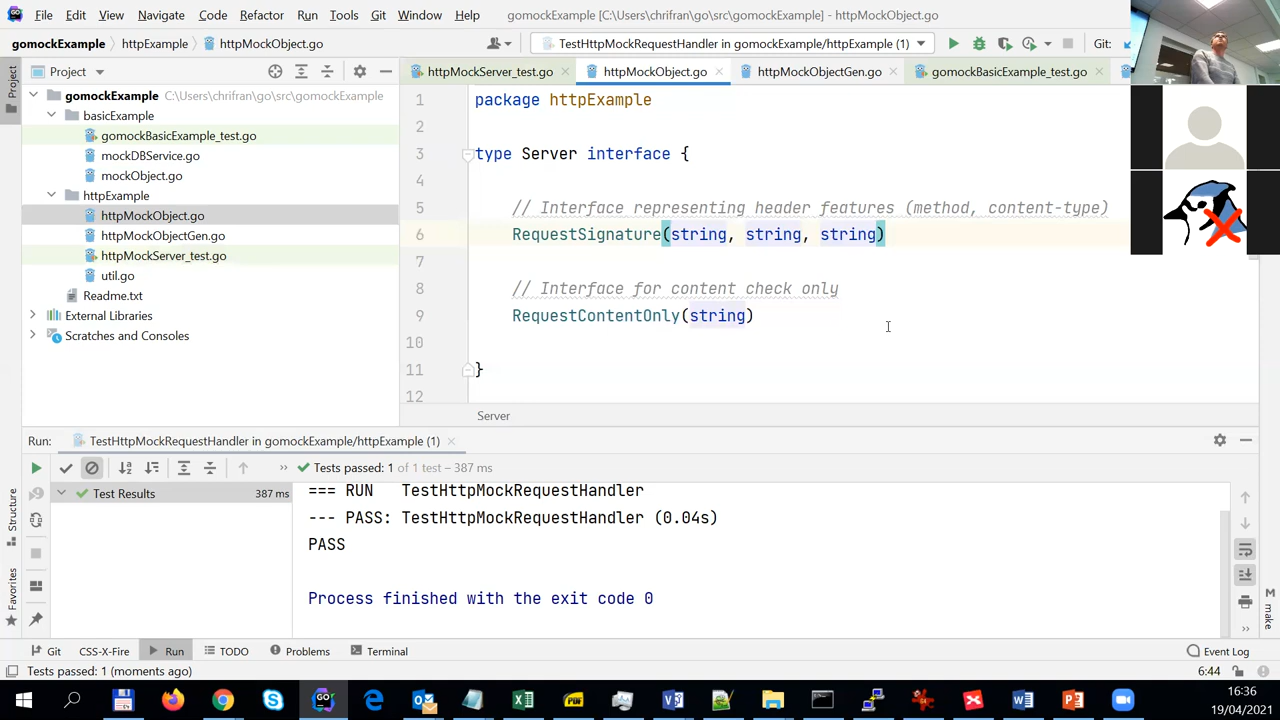 File Edit View Navigate Code Refactor Run Tools Git Window Help gomockExample [C:\Users\chrifran\go\src\gomockExample] - httpMockObject.go
gomockExample httpExample httpMockObject.go TestHttpMockRequestHandler in gomockExample/httpExample (1) Git:
Project
httpMockServer_test.go httpMockObject.go httpMockObjectGen.go gomockBasicExample_test.go
Project
gomockExample C:\Users\chrifran\go\src\gomockExample
basicExample
gomockBasicExample_test.go
mockDBService.go
mockObject.go
httpExample
httpMockObject.go
httpMockObjectGen.go
httpMockServer_test.go
util.go
Readme.txt
External Libraries
Scratches and Consoles
1 package httpExample
2
3 type Server interface {
4
5 // Interface representing header features (method, content-type)
6 RequestSignature(string, string, string)
7
8 // Interface for content check only
9 RequestContentOnly(string)
10
11 }
12
Server
Run: TestHttpMockRequestHandler in gomockExample/httpExample (1)
>> Tests passed: 1 of 1 test – 387 ms
Test Results 387 ms
=== RUN TestHttpMockRequestHandler
--- PASS: TestHttpMockRequestHandler (0.04s)
PASS
Process finished with the exit code 0
Structure
Favorites
make
Git CSS-X-Fire Run TODO Problems Terminal Event Log
Tests passed: 1 (moments ago) 6:44
PDF
16:36
19/04/2021